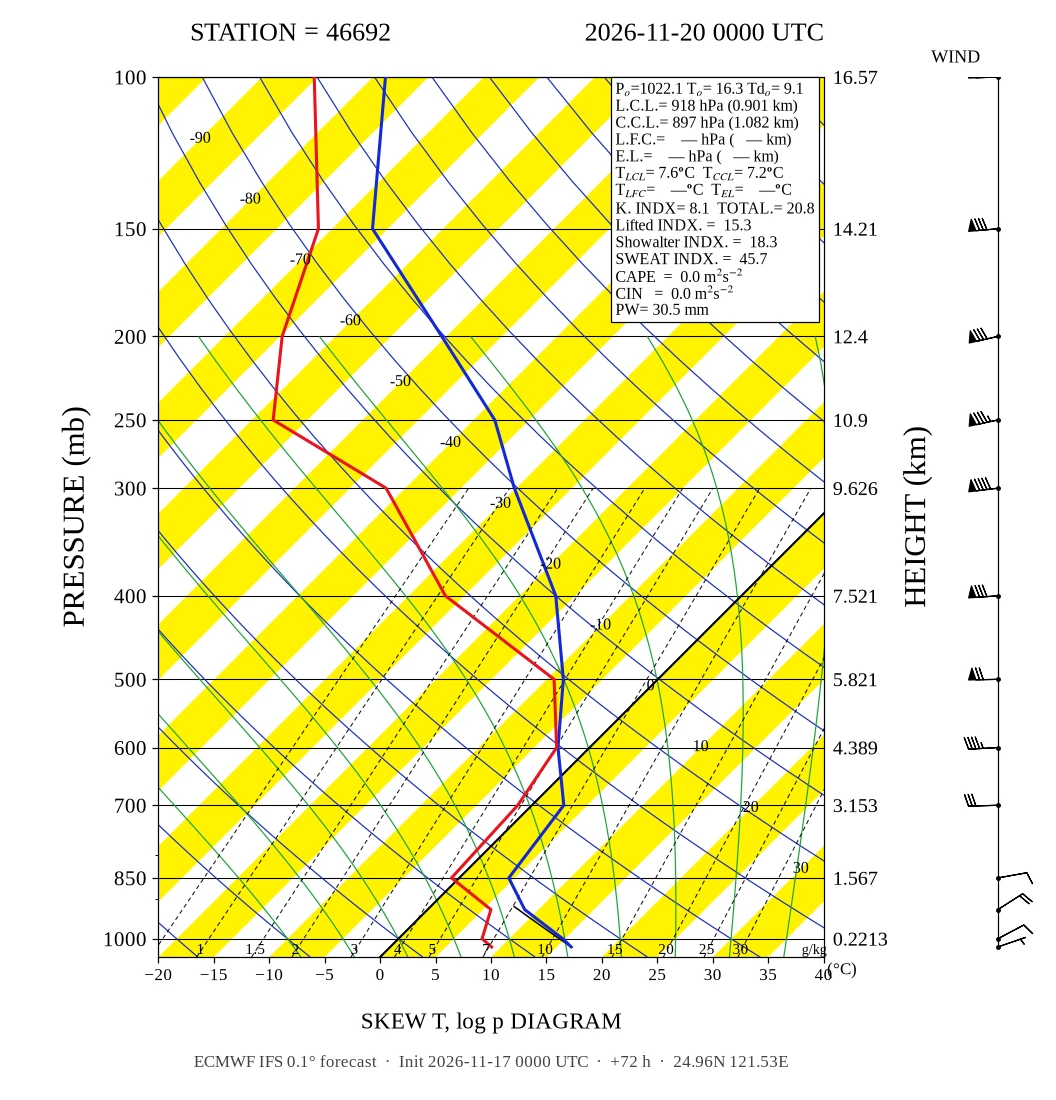 STATION = 46692
2026-11-20 0000 UTC
WIND
100
16.57
Pₒ=1022.1 Tₒ= 16.3 Tdₒ= 9.1
L.C.L.= 918 hPa (0.901 km)
C.C.L.= 897 hPa (1.082 km)
L.F.C.= — hPa ( — km)
E.L.= — hPa ( — km)
T_LCL= 7.6°C T_CCL= 7.2°C
T_LFC= —°C T_EL= —°C
K. INDX= 8.1 TOTAL.= 20.8
Lifted INDX. = 15.3
Showalter INDX. = 18.3
SWEAT INDX. = 45.7
CAPE = 0.0 m²s⁻²
CIN = 0.0 m²s⁻²
PW= 30.5 mm
-90
-80
150
14.21
-70
-60
200
12.4
-50
250
10.9
-40
300
9.626
-30
-20
400
7.521
-10
500
5.821
0
600
4.389
10
700
3.153
20
30
850
1.567
1000
0.2213
1 1.5 2 3 4 5 7 10 15 20 25 30 g/kg
−20 −15 −10 −5 0 5 10 15 20 25 30 35 40
(°C)
PRESSURE (mb)
HEIGHT (km)
SKEW T, log p DIAGRAM
ECMWF IFS 0.1° forecast · Init 2026-11-17 0000 UTC · +72 h · 24.96N 121.53E